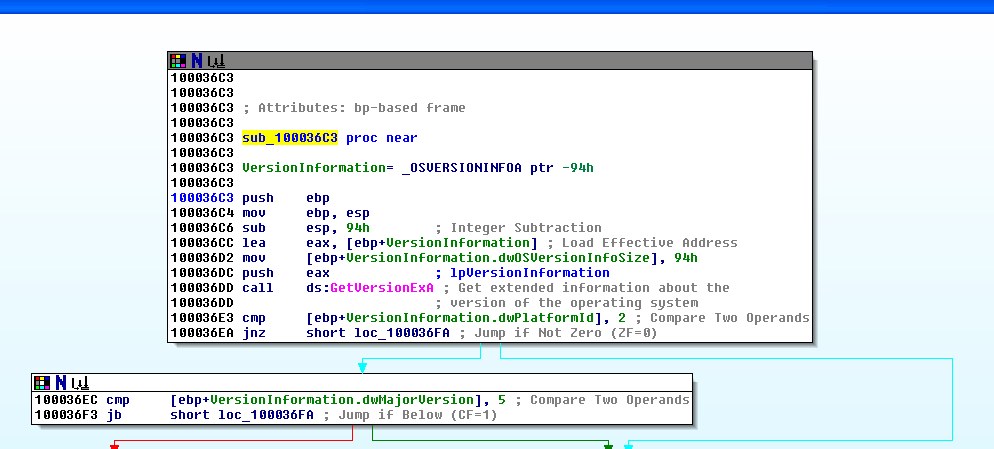 N
100036C3
100036C3
100036C3 ; Attributes: bp-based frame
100036C3
100036C3 sub_100036C3 proc near
100036C3
100036C3 VersionInformation= _OSVERSIONINFOA ptr -94h
100036C3
100036C3 push    ebp
100036C4 mov     ebp, esp
100036C6 sub     esp, 94h        ; Integer Subtraction
100036CC lea     eax, [ebp+VersionInformation] ; Load Effective Address
100036D2 mov     [ebp+VersionInformation.dwOSVersionInfoSize], 94h
100036DC push    eax             ; lpVersionInformation
100036DD call    ds:GetVersionExA ; Get extended information about the
100036DD                         ; version of the operating system
100036E3 cmp     [ebp+VersionInformation.dwPlatformId], 2 ; Compare Two Operands
100036EA jnz     short loc_100036FA ; Jump if Not Zero (ZF=0)
N
100036EC cmp     [ebp+VersionInformation.dwMajorVersion], 5 ; Compare Two Operands
100036F3 jb      short loc_100036FA ; Jump if Below (CF=1)